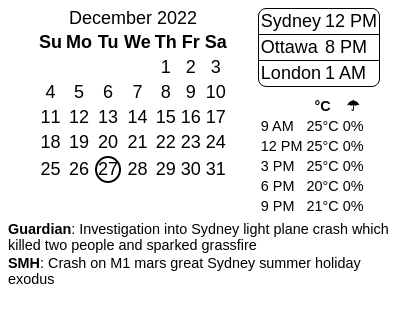 December 2022
Su Mo Tu We Th Fr Sa
1 2 3
4 5 6 7 8 9 10
11 12 13 14 15 16 17
18 19 20 21 22 23 24
25 26 27 28 29 30 31
Sydney 12 PM
Ottawa 8 PM
London 1 AM
°C ☂
9 AM 25°C 0%
12 PM 25°C 0%
3 PM 25°C 0%
6 PM 20°C 0%
9 PM 21°C 0%
Guardian: Investigation into Sydney light plane crash which
killed two people and sparked grassfire
SMH: Crash on M1 mars great Sydney summer holiday
exodus